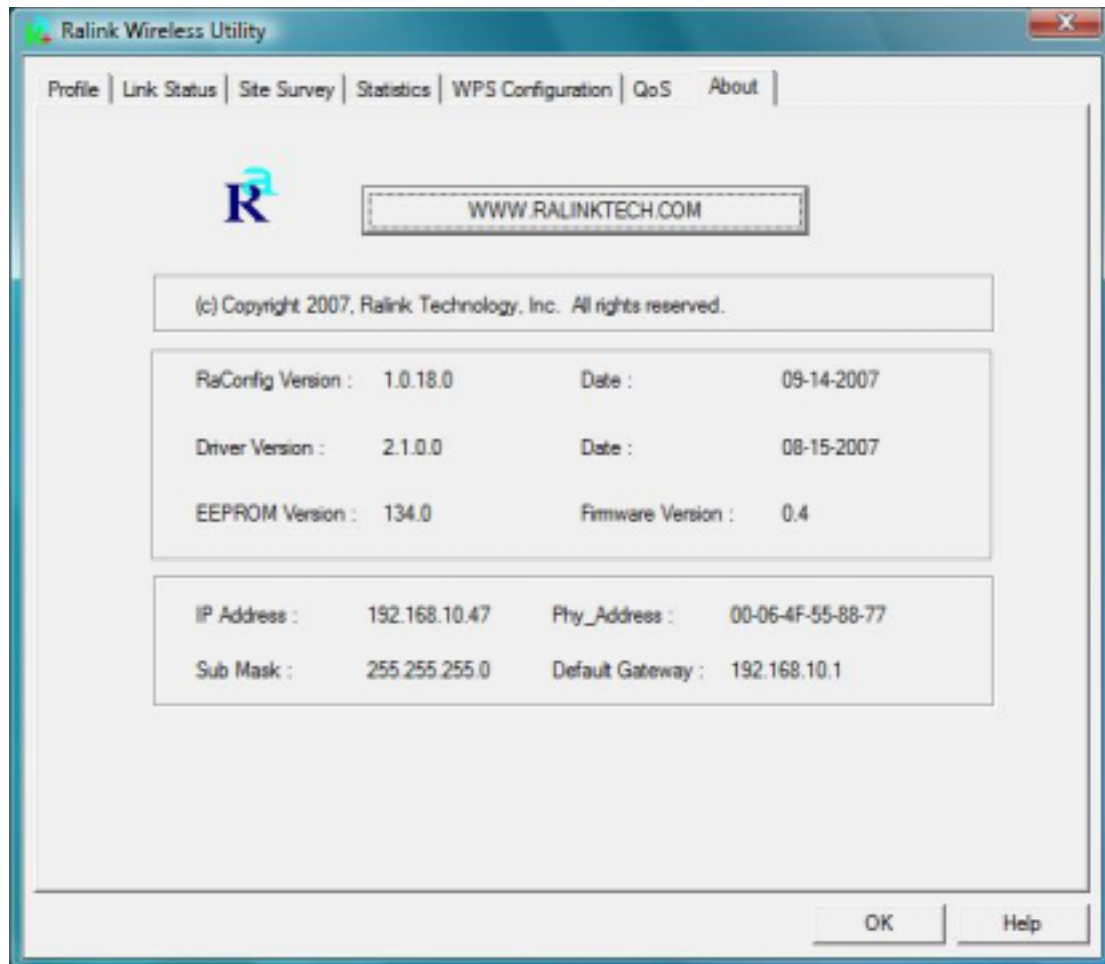 Ralink Wireless Utility
Profile Link Status Site Survey Statistics WPS Configuration QoS About
Ra
WWW.RALINKTECH.COM
(c) Copyright 2007, Ralink Technology, Inc. All rights reserved.
RaConfig Version : 1.0.18.0 Date : 09-14-2007
Driver Version : 2.1.0.0 Date : 08-15-2007
EEPROM Version : 134.0 Firmware Version : 0.4
IP Address : 192.168.10.47 Phy_Address : 00-06-4F-55-88-77
Sub Mask : 255.255.255.0 Default Gateway : 192.168.10.1
OK Help